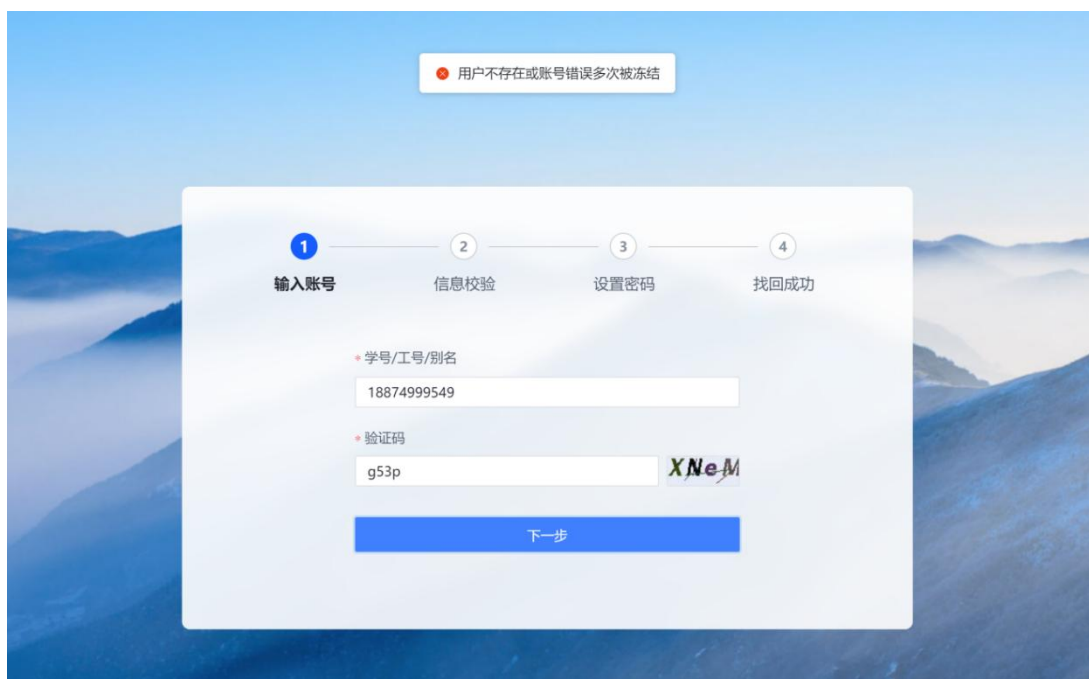 用户不存在或账号错误多次被冻结
1 2 3 4
输入账号 信息校验 设置密码 找回成功
* 学号/工号/别名
18874999549
* 验证码
g53p XNeM
下一步